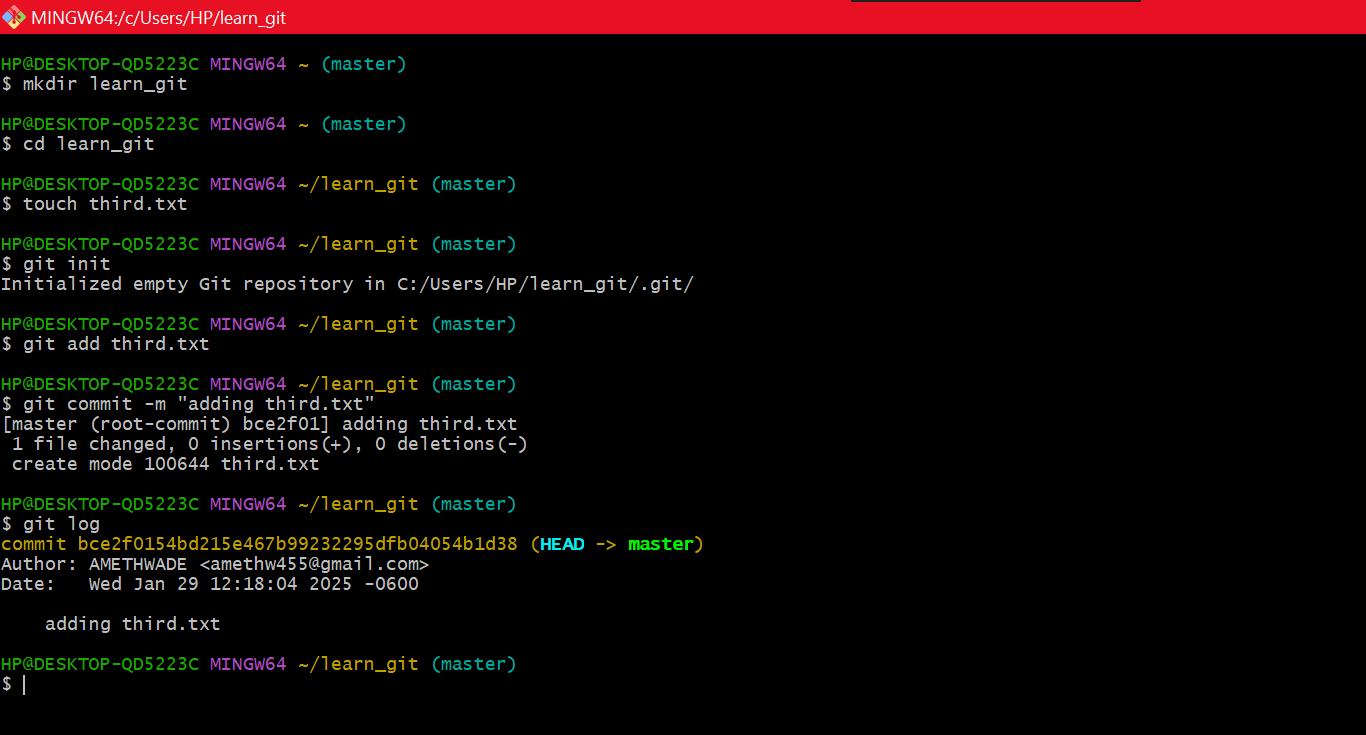 MINGW64:/c/Users/HP/learn_git
HP@DESKTOP-QD5223C MINGW64 ~ (master)
$ mkdir learn_git
HP@DESKTOP-QD5223C MINGW64 ~ (master)
$ cd learn_git
HP@DESKTOP-QD5223C MINGW64 ~/learn_git (master)
$ touch third.txt
HP@DESKTOP-QD5223C MINGW64 ~/learn_git (master)
$ git init
Initialized empty Git repository in C:/Users/HP/learn_git/.git/
HP@DESKTOP-QD5223C MINGW64 ~/learn_git (master)
$ git add third.txt
HP@DESKTOP-QD5223C MINGW64 ~/learn_git (master)
$ git commit -m "adding third.txt"
[master (root-commit) bce2f01] adding third.txt
 1 file changed, 0 insertions(+), 0 deletions(-)
 create mode 100644 third.txt
HP@DESKTOP-QD5223C MINGW64 ~/learn_git (master)
$ git log
commit bce2f0154bd215e467b99232295dfb04054b1d38 (HEAD -> master)
Author: AMETHWADE <amethw455@gmail.com>
Date:   Wed Jan 29 12:18:04 2025 -0600
    adding third.txt
HP@DESKTOP-QD5223C MINGW64 ~/learn_git (master)
$